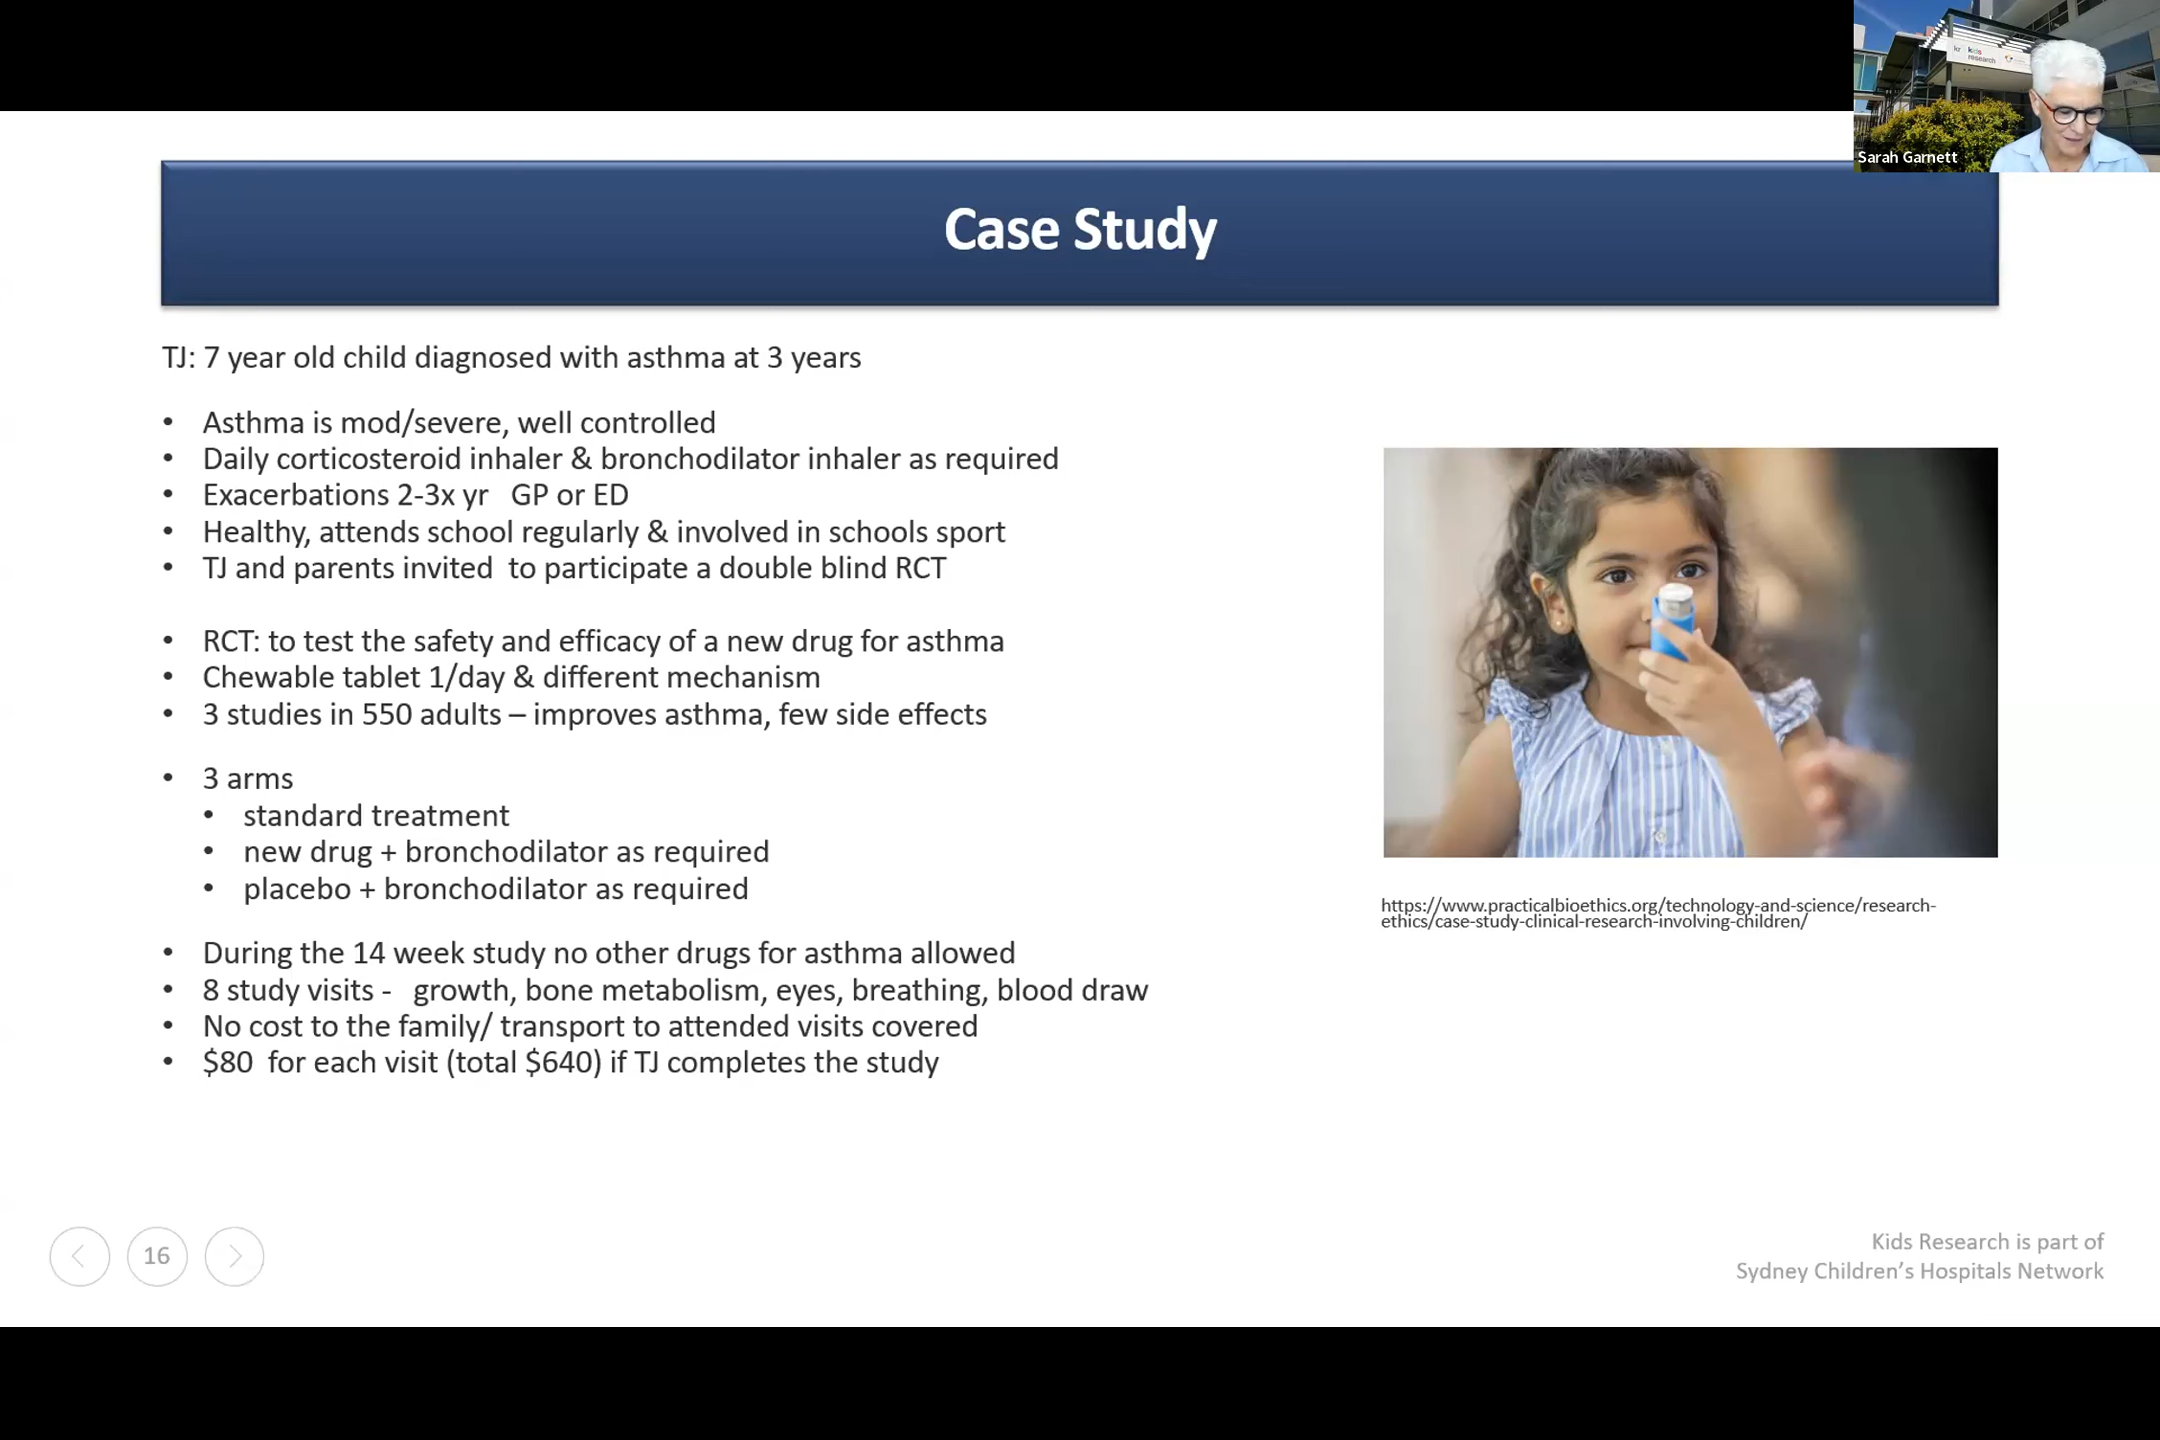 kr kids
research
Sarah Garnett
Case Study
TJ: 7 year old child diagnosed with asthma at 3 years
• Asthma is mod/severe, well controlled
• Daily corticosteroid inhaler & bronchodilator inhaler as required
• Exacerbations 2-3x yr   GP or ED
• Healthy, attends school regularly & involved in schools sport
• TJ and parents invited  to participate a double blind RCT
• RCT: to test the safety and efficacy of a new drug for asthma
• Chewable tablet 1/day & different mechanism
• 3 studies in 550 adults – improves asthma, few side effects
• 3 arms
• standard treatment
• new drug + bronchodilator as required
• placebo + bronchodilator as required
• During the 14 week study no other drugs for asthma allowed
• 8 study visits -   growth, bone metabolism, eyes, breathing, blood draw
• No cost to the family/ transport to attended visits covered
• $80  for each visit (total $640) if TJ completes the study
https://www.practicalbioethics.org/technology-and-science/research-
ethics/case-study-clinical-research-involving-children/
16
Kids Research is part of
Sydney Children's Hospitals Network